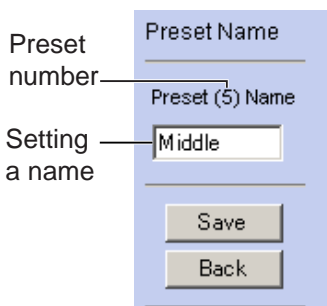 Preset Name
Preset
number
Preset (5) Name
Setting
a name
Middle
Save
Back